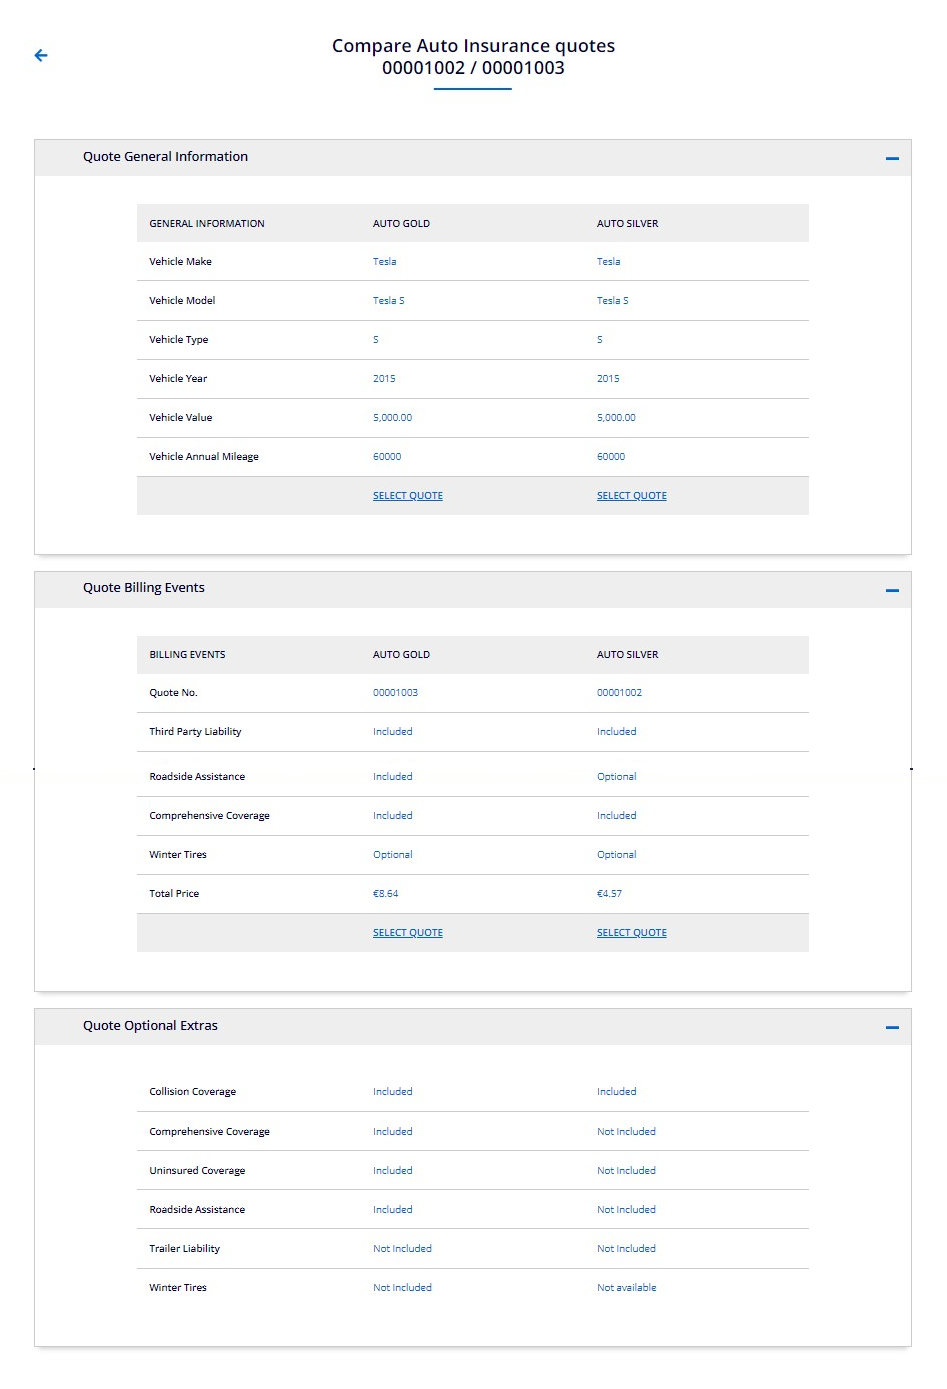 Compare Auto Insurance quotes
00001002 / 00001003
Quote General Information
GENERAL INFORMATION AUTO GOLD AUTO SILVER
Vehicle Make Tesla Tesla
Vehicle Model Tesla S Tesla S
Vehicle Type S S
Vehicle Year 2015 2015
Vehicle Value 5,000.00 5,000.00
Vehicle Annual Mileage 60000 60000
SELECT QUOTE SELECT QUOTE
Quote Billing Events
BILLING EVENTS AUTO GOLD AUTO SILVER
Quote No. 00001003 00001002
Third Party Liability Included Included
Roadside Assistance Included Optional
Comprehensive Coverage Included Included
Winter Tires Optional Optional
Total Price €8.64 €4.57
SELECT QUOTE SELECT QUOTE
Quote Optional Extras
Collision Coverage Included Included
Comprehensive Coverage Included Not Included
Uninsured Coverage Included Not Included
Roadside Assistance Included Not Included
Trailer Liability Not Included Not Included
Winter Tires Not Included Not available